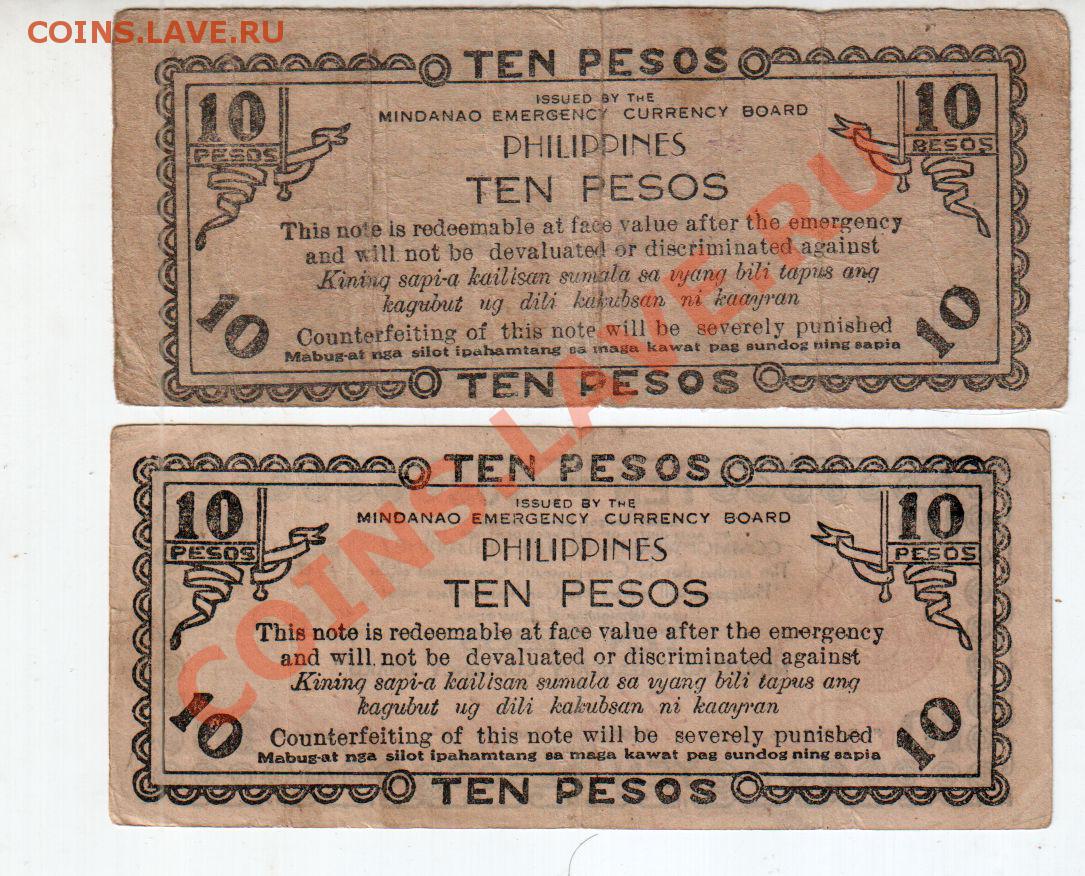 COINS.LAVE.RU
TEN PESOS
10 PESOS
10 BESOS
ISSUED BY THE
MINDANAO EMERGENCY CURRENCY BOARD
PHILIPPINES
TEN PESOS
This note is redeemable at face value after the emergency
and will not be devaluated or discriminated against
Kining sapi-a kailisan sumala sa vyang bili tapus ang
kagubut ug dili kakubsan ni kaayran
10
10
Counterfeiting of this note will be severely punished
Mabug-at nga silot ipahamtang sa maga kawat pag sundog ning sapia
TEN PESOS
COINS.LAVE.RU
TEN PESOS
10 PESOS
10 PESOS
ISSUED BY THE
MINDANAO EMERGENCY CURRENCY BOARD
PHILIPPINES
TEN PESOS
This note is redeemable at face value after the emergency
and will not be devaluated or discriminated against
Kining sapi-a kailisan sumala sa vyang bili tapus ang
kagubut ug dili kakubsan ni kaayran
10
10
Counterfeiting of this note will be severely punished
Mabug-at nga silot ipahamtang sa maga kawat pag sundog ning sapia
TEN PESOS